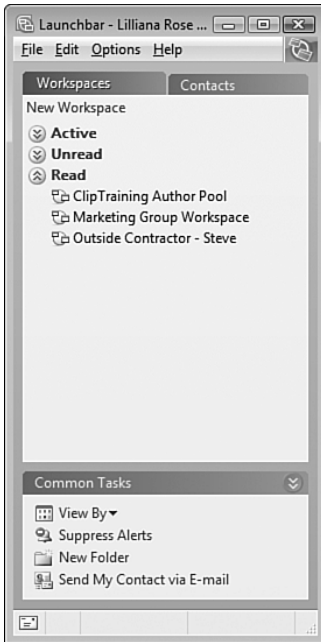 Launchbar - Lilliana Rose ...
File Edit Options Help
Workspaces Contacts
New Workspace
Active
Unread
Read
ClipTraining Author Pool
Marketing Group Workspace
Outside Contractor - Steve
Common Tasks
View By
Suppress Alerts
New Folder
Send My Contact via E-mail